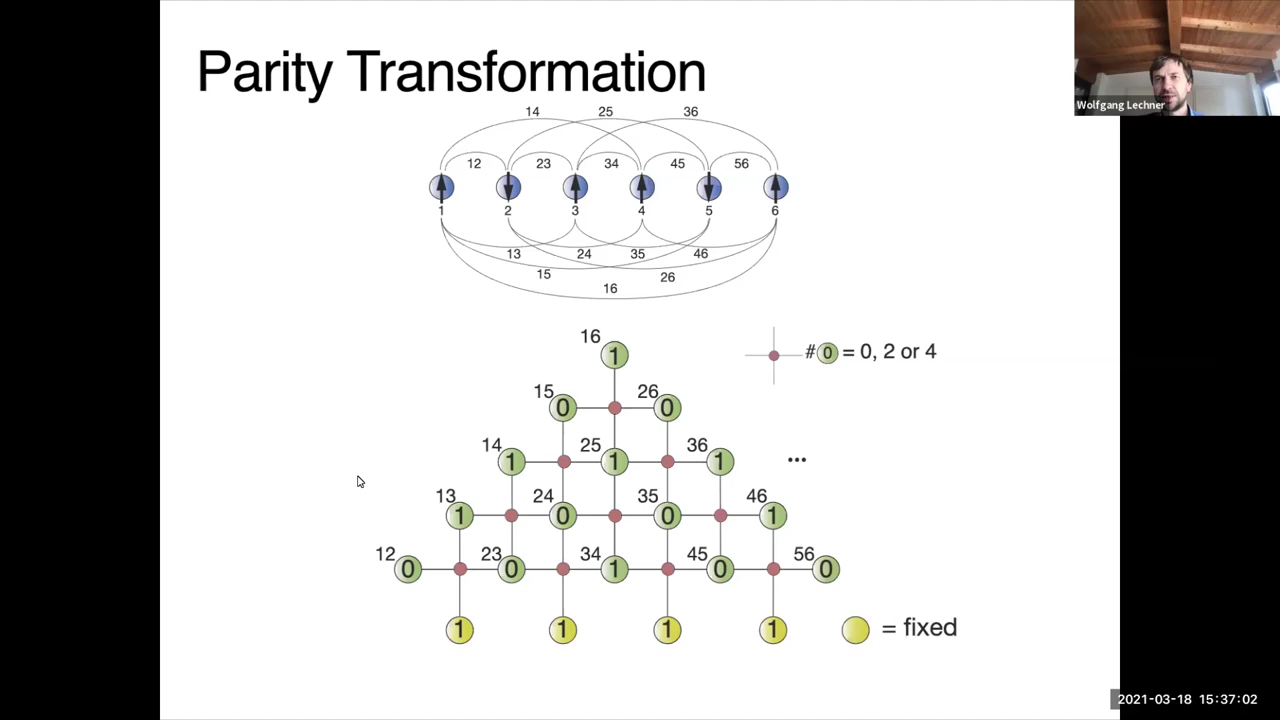 Parity Transformation
Wolfgang Lechner
14 25 36
12 23 34 45 56
1 2 3 4 5 6
13 24 35 46
15 26
16
16
1
# 0 = 0, 2 or 4
15 26
0 0
14 25 36
1 1 1 ...
13 24 35 46
1 0 0 1
12 23 34 45 56
0 0 1 0 0
1 1 1 1 = fixed
2021-03-18 15:37:02